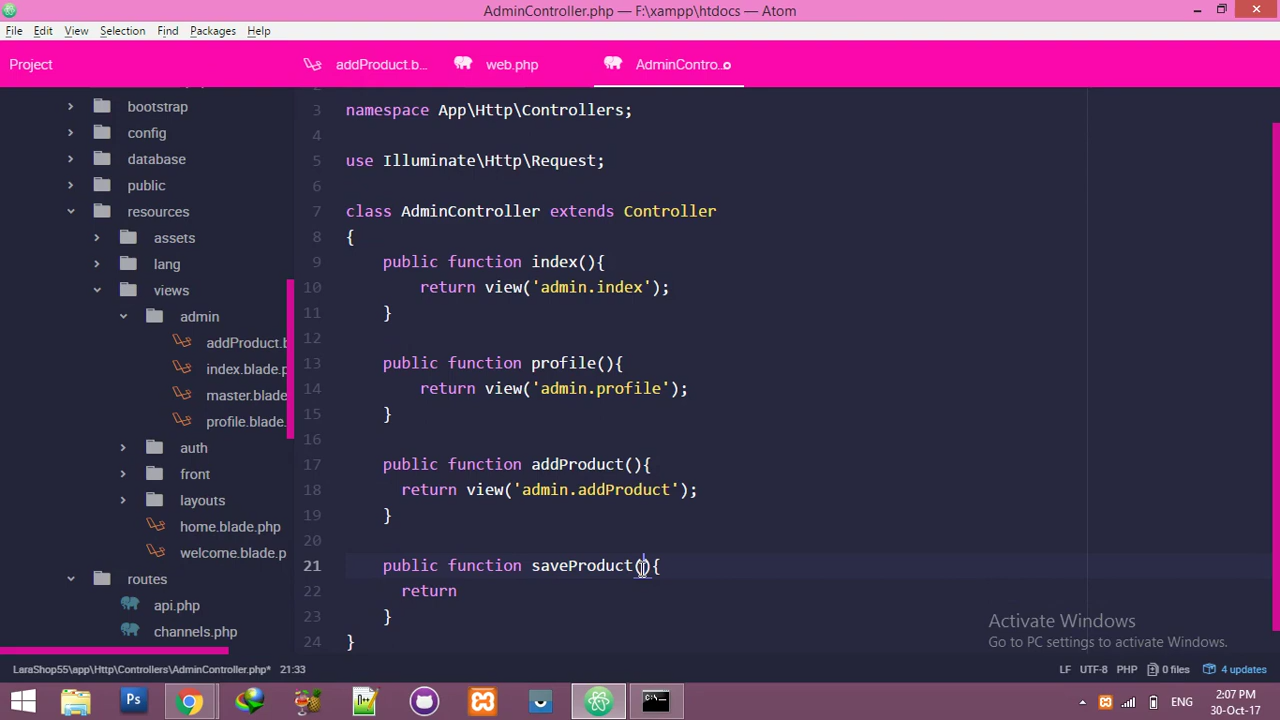 AdminController.php — F:\xampp\htdocs — Atom
File Edit View Selection Find Packages Help
Project
addProduct.b...
web.php
AdminContro...
bootstrap
config
database
public
resources
assets
lang
views
admin
addProduct.b
index.blade.p
master.blade
profile.blade.
auth
front
layouts
home.blade.php
welcome.blade.p
routes
api.php
channels.php
3 namespace App\Http\Controllers;
4
5 use Illuminate\Http\Request;
6
7 class AdminController extends Controller
8 {
9 public function index(){
10 return view('admin.index');
11 }
12
13 public function profile(){
14 return view('admin.profile');
15 }
16
17 public function addProduct(){
18 return view('admin.addProduct');
19 }
20
21 public function saveProduct(){
22 return
23 }
24 }
Activate Windows
Go to PC settings to activate Windows.
LaraShop55\app\Http\Controllers\AdminController.php* 21:33
LF UTF-8 PHP 0 files 4 updates
Ps
N++
C:\
ENG
2:07 PM
30-Oct-17